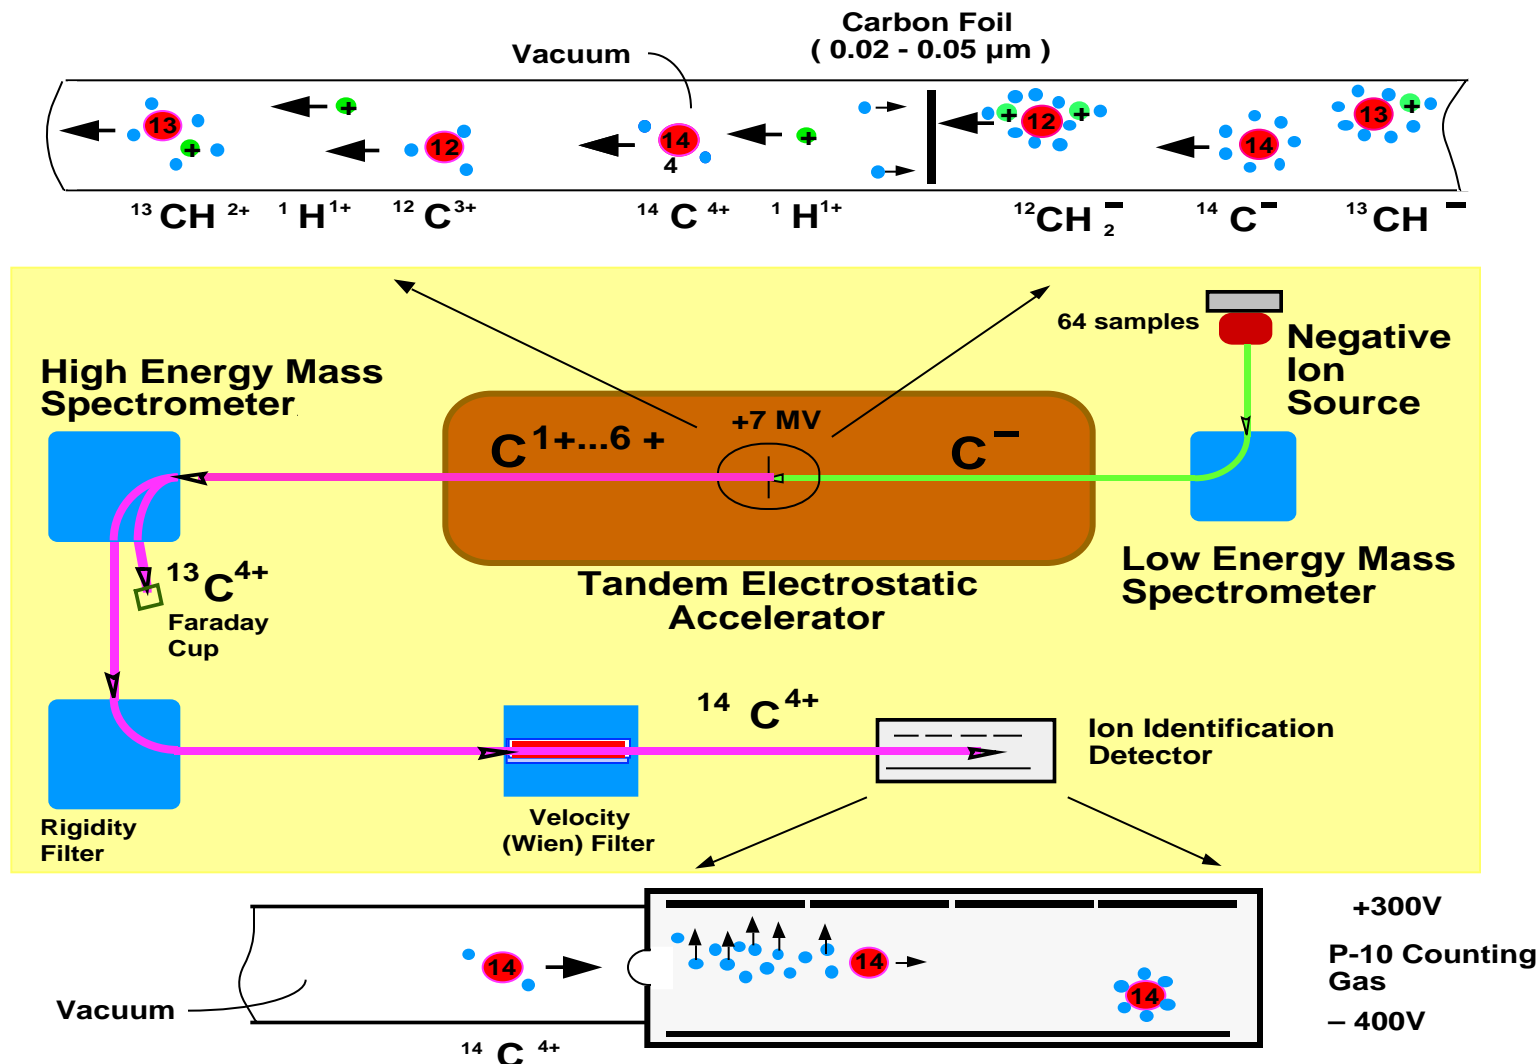 Carbon Foil
( 0.02 - 0.05 µm )
Vacuum
13 + 12 + 14 4 + + 12 + 14 13 +
¹³CH ²⁺ ¹H¹⁺ ¹²C³⁺ ¹⁴C ⁴⁺ ¹H¹⁺ ¹²CH₂⁻ ¹⁴C⁻ ¹³CH⁻
64 samples
Negative
Ion
Source
High Energy Mass
Spectrometer
+7 MV
C¹⁺···⁶⁺
C⁻
Low Energy Mass
Spectrometer
Tandem Electrostatic
Accelerator
¹³C⁴⁺
Faraday
Cup
¹⁴C⁴⁺
Ion Identification
Detector
Rigidity
Filter
Velocity
(Wien) Filter
+300V
P-10 Counting
Gas
– 400V
14 14 14
Vacuum
¹⁴C ⁴⁺